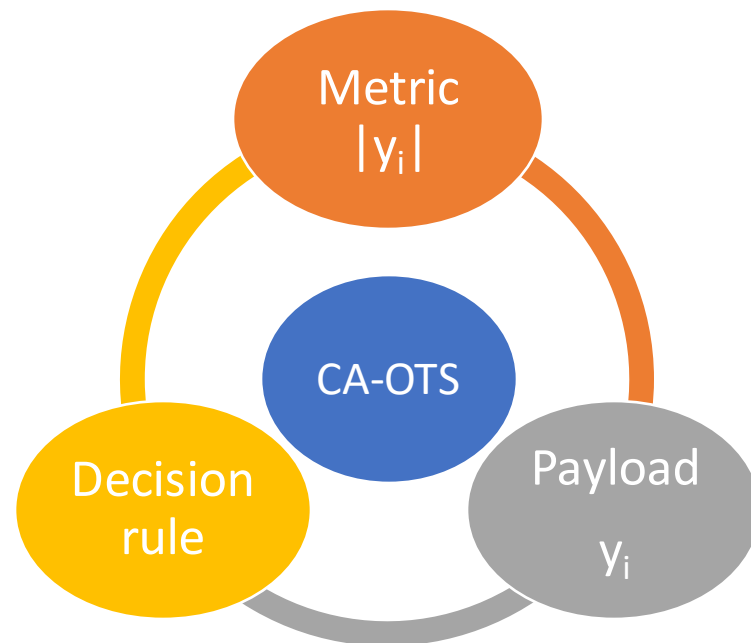 Metric
|yᵢ|
CA-OTS
Decision
rule
Payload
yᵢ